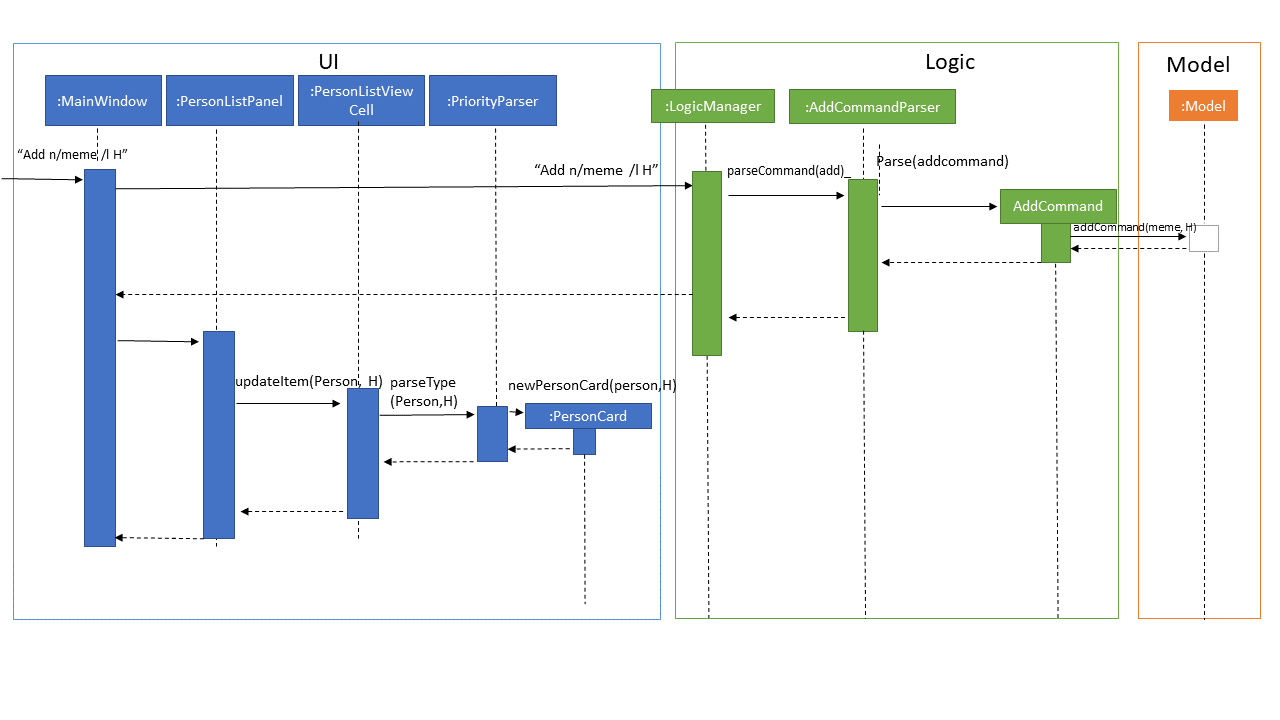 UI
Logic
Model
:MainWindow
:PersonListPanel
:PersonListView
Cell
:PriorityParser
:LogicManager
:AddCommandParser
:Model
“Add n/meme /l H”
“Add n/meme /l H”
parseCommand(add)_
Parse(addcommand)
AddCommand
addCommand(meme, H)
updateItem(Person, H)
parseType
(Person,H)
newPersonCard(person,H)
:PersonCard